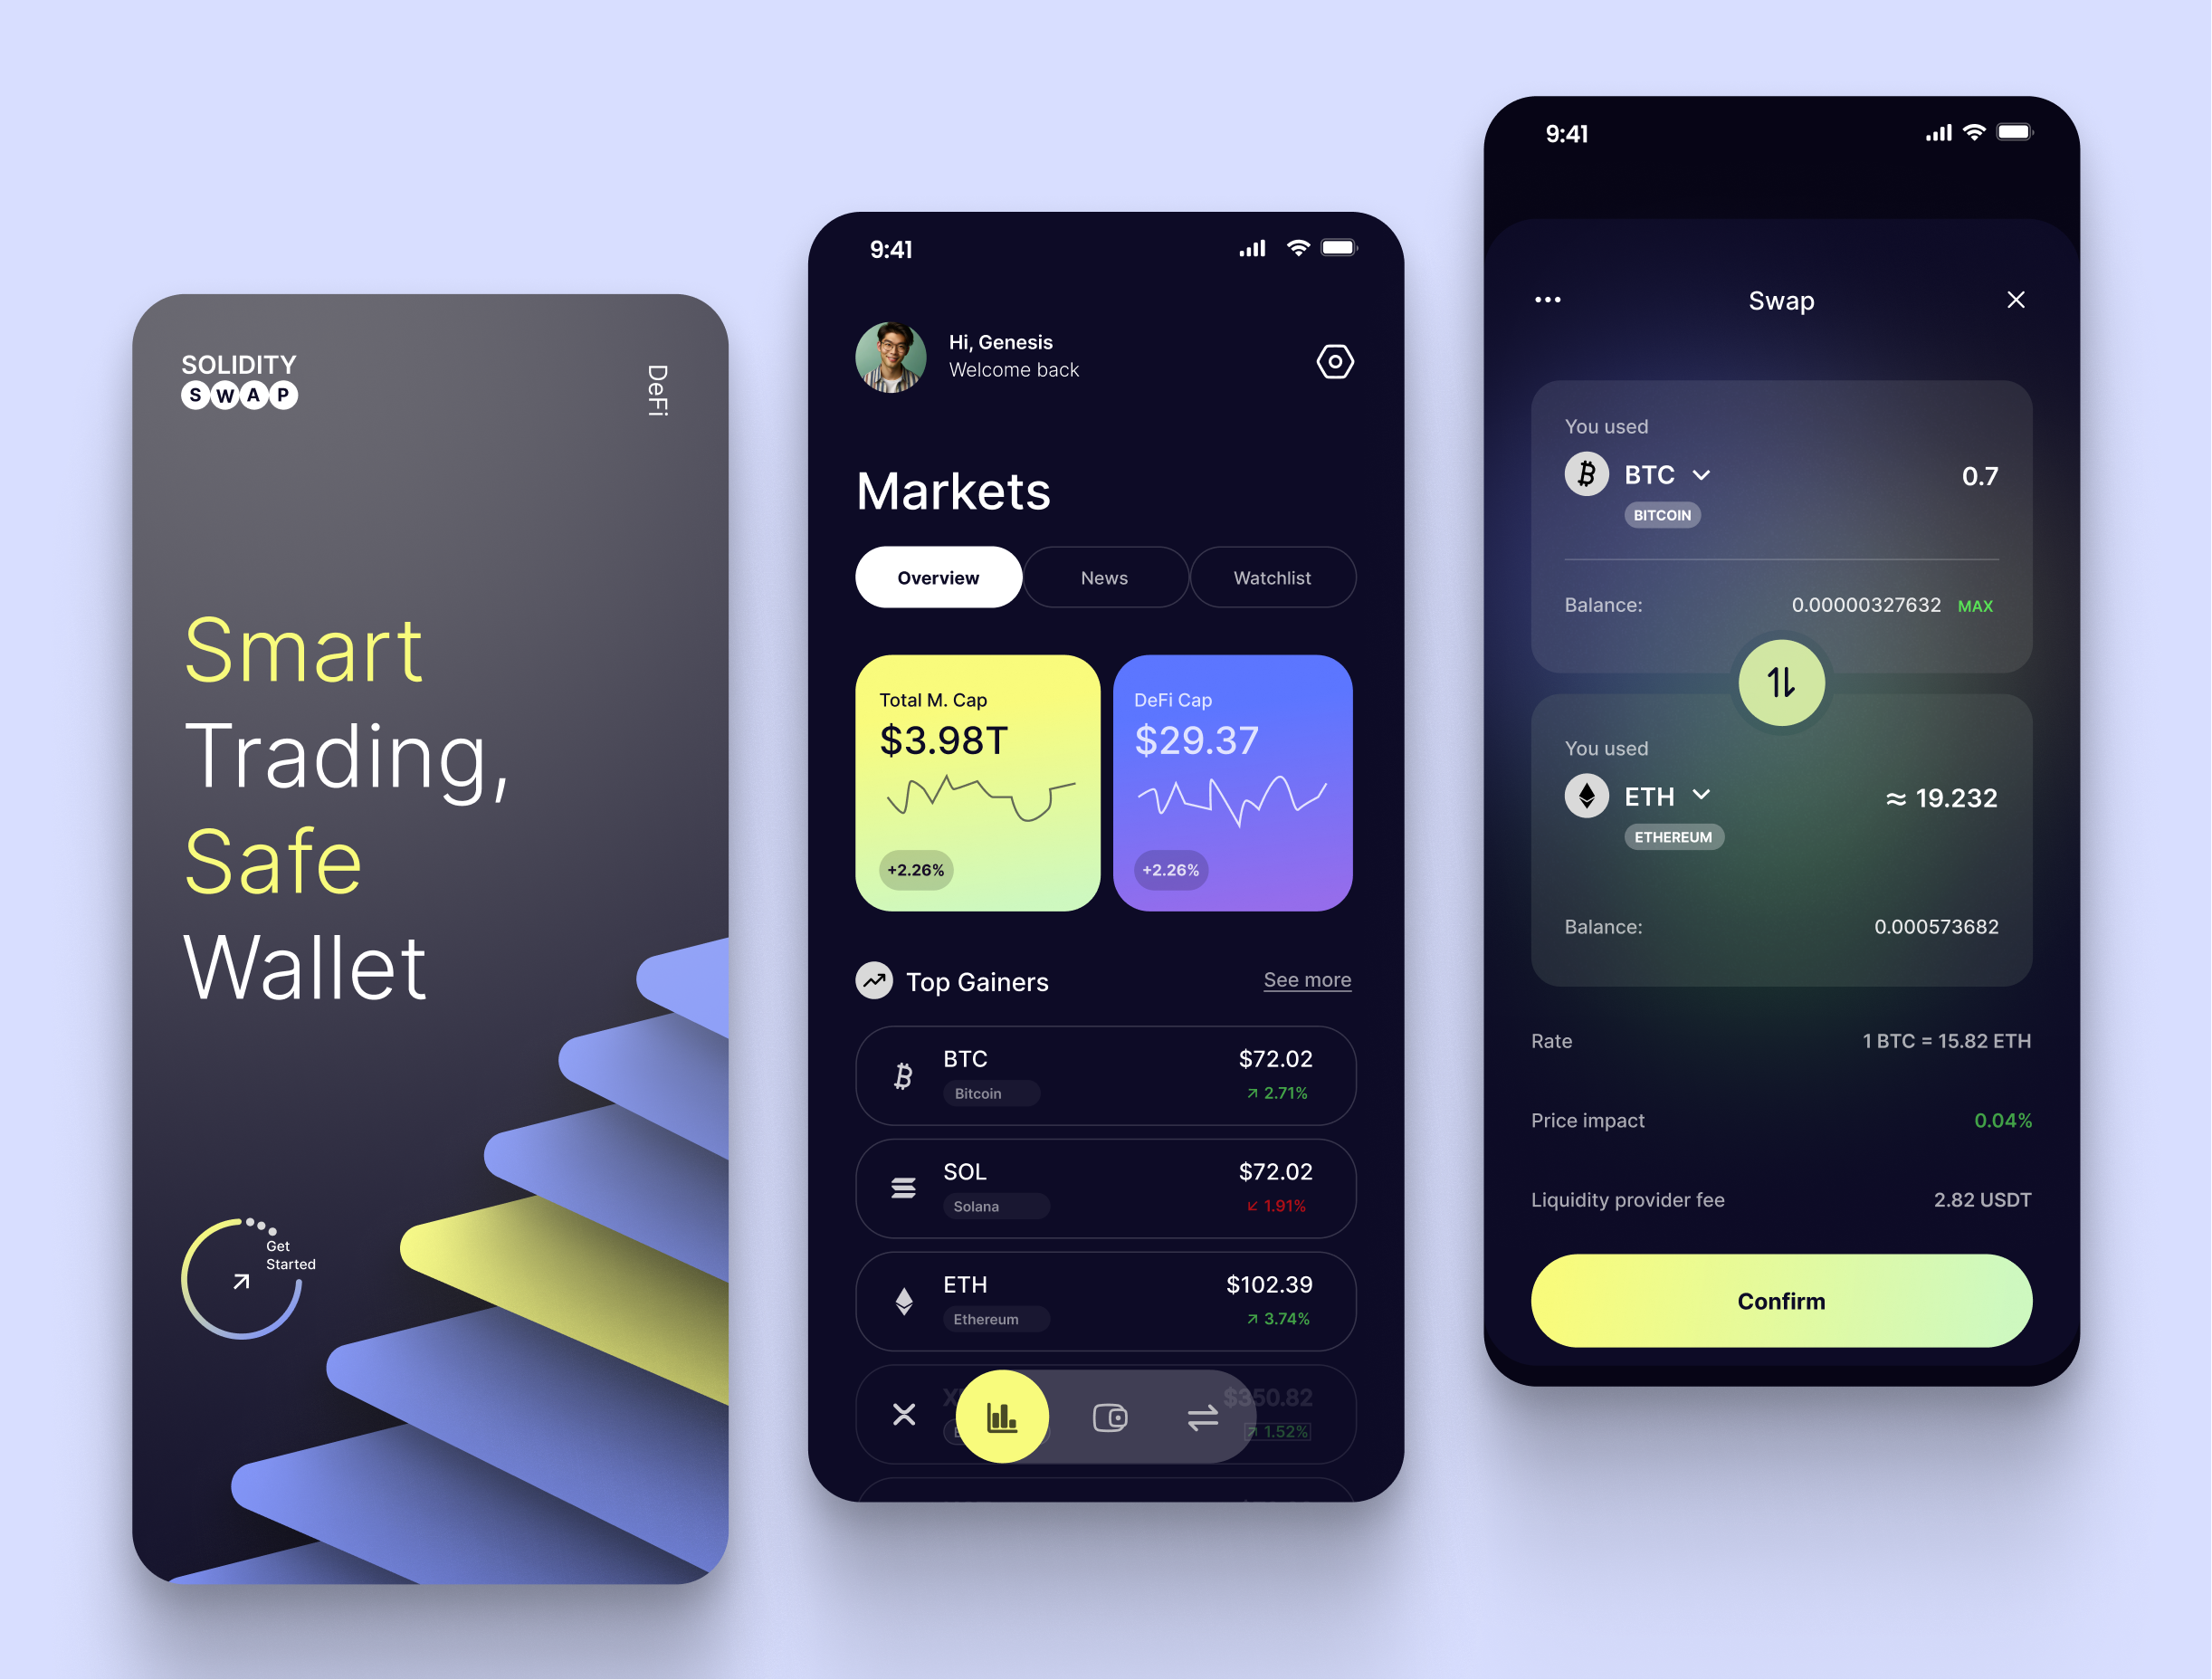 SOLIDITY
SWAP
DeFi
Smart
Trading,
Safe
Wallet
Get
Started
9:41
Hi, Genesis
Welcome back
Markets
Overview News Watchlist
Total M. Cap
$3.98T
+2.26%
DeFi Cap
$29.37
+2.26%
Top Gainers See more
BTC $72.02
Bitcoin 2.71%
SOL $72.02
Solana 1.91%
ETH $102.39
Ethereum 3.74%
$350.82
1.52%
9:41
Swap
You used
BTC 0.7
BITCOIN
Balance: 0.00000327632 MAX
You used
ETH ≈ 19.232
ETHEREUM
Balance: 0.000573682
Rate 1 BTC = 15.82 ETH
Price impact 0.04%
Liquidity provider fee 2.82 USDT
Confirm